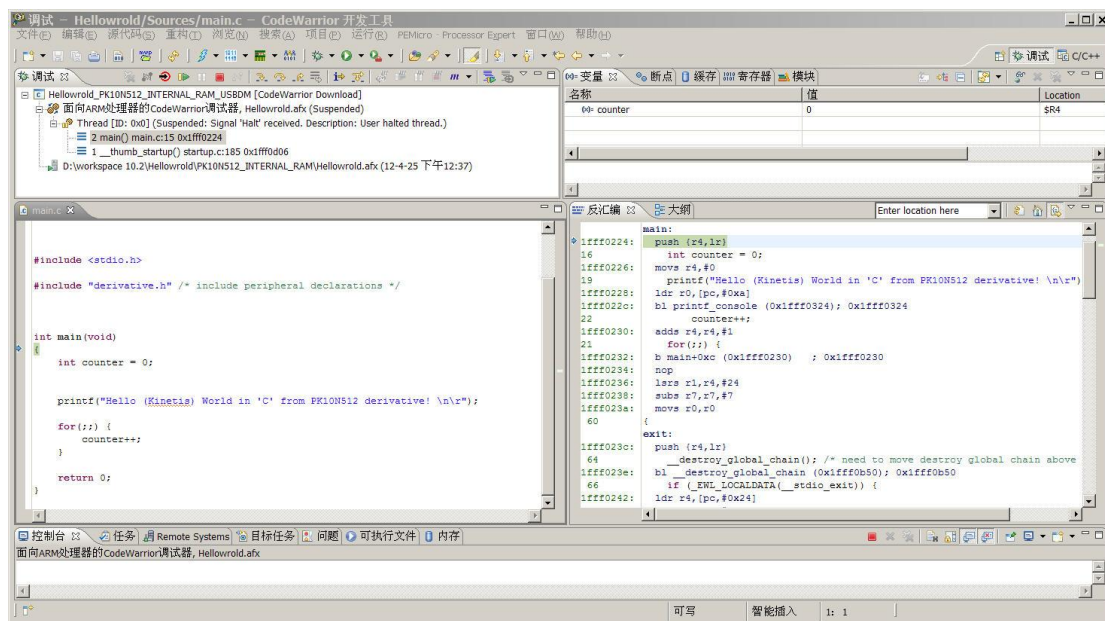 调试 - Hellowrold/Sources/main.c - CodeWarrior 开发工具
文件(F) 编辑(E) 源代码(S) 重构(T) 浏览(N) 搜索(A) 项目(P) 运行(R) PEMicro Processor Expert 窗口(W) 帮助(H)
调试 C/C++
调试
Hellowrold_PK10N512_INTERNAL_RAM_USBDM [CodeWarrior Download]
面向ARM处理器的CodeWarrior调试器, Hellowrold.afx (Suspended)
Thread [ID: 0x0] (Suspended: Signal 'Halt' received. Description: User halted thread.)
2 main() main.c:15 0x1fff0224
1 __thumb_startup() startup.c:185 0x1fff0d06
D:\workspace 10.2\Hellowrold\PK10N512_INTERNAL_RAM\Hellowrold.afx (12-4-25 下午12:37)
变量 断点 缓存 寄存器 模块
名称 值 Location
counter 0 $R4
main.c
#include <stdio.h>
#include "derivative.h" /* include peripheral declarations */
int main(void)
{
int counter = 0;
printf("Hello (Kinetis) World in 'C' from PK10N512 derivative! \n\r");
for(;;) {
counter++;
}
return 0;
}
反汇编 大纲 Enter location here
main:
1fff0224: push {r4,lr}
16 int counter = 0;
1fff0226: movs r4,#0
19 printf("Hello (Kinetis) World in 'C' from PK10N512 derivative! \n\r")
1fff0228: ldr r0,[pc,#0xa]
1fff022c: bl printf_console (0x1fff0324); 0x1fff0324
22 counter++;
1fff0230: adds r4,r4,#1
21 for(;;) {
1fff0232: b main+0xc (0x1fff0230) ; 0x1fff0230
1fff0234: nop
1fff0236: lsrs r1,r4,#24
1fff0238: subs r7,r7,#7
1fff023a: movs r0,r0
60 {
exit:
1fff023c: push {r4,lr}
64 __destroy_global_chain(); /* need to move destroy global chain above
1fff023e: bl __destroy_global_chain (0x1fff0b50); 0x1fff0b50
66 if (_EWL_LOCALDATA(__stdio_exit)) {
1fff0242: ldr r4,[pc,#0x24]
控制台 任务 Remote Systems 目标任务 问题 可执行文件 内存
面向ARM处理器的CodeWarrior调试器, Hellowrold.afx
可写 智能插入 1: 1